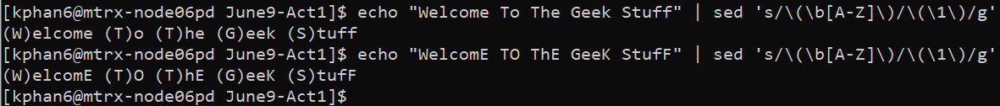 [kphan6@mtrx-node06pd June9-Act1]$ echo "Welcome To The Geek Stuff" | sed 's/\(\b[A-Z]\)/\(\1\)/g'
(W)elcome (T)o (T)he (G)eek (S)tuff
[kphan6@mtrx-node06pd June9-Act1]$ echo "WelcomE TO ThE GeeK StufF" | sed 's/\(\b[A-Z]\)/\(\1\)/g'
(W)elcomE (T)O (T)hE (G)eeK (S)tufF
[kphan6@mtrx-node06pd June9-Act1]$